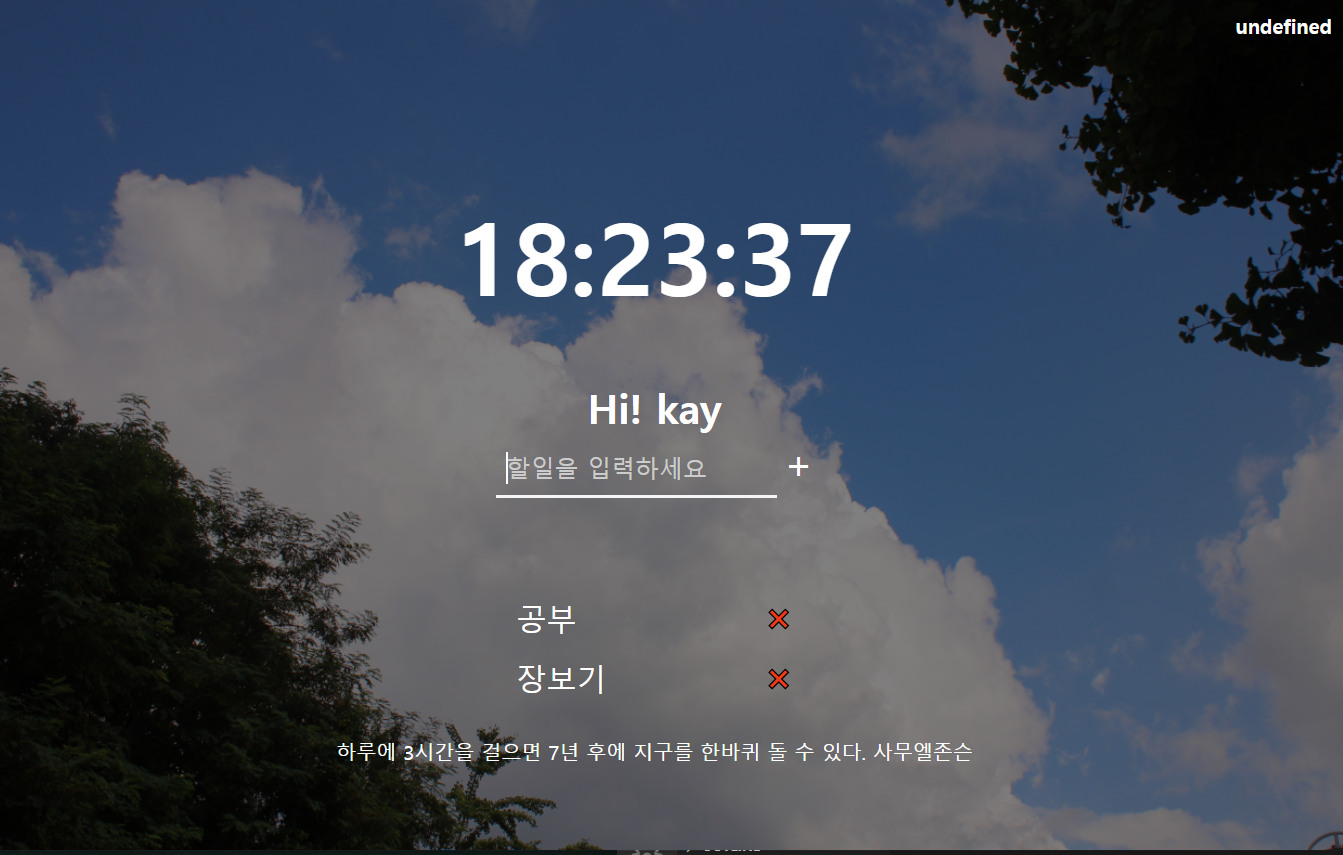 undefined
18:23:37
Hi! kay
할일을 입력하세요 +
공부
장보기
하루에 3시간을 걸으면 7년 후에 지구를 한바퀴 돌 수 있다. 사무엘존슨